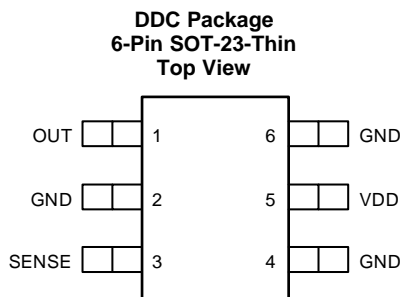 DDC Package
6-Pin SOT-23-Thin
Top View
OUT 1 6 GND
GND 2 5 VDD
SENSE 3 4 GND